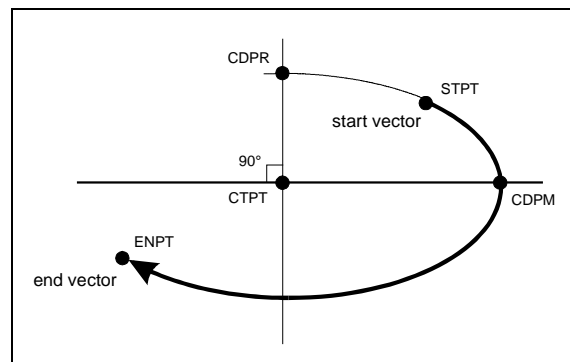 CDPR
STPT
start vector
90°
CTPT
CDPM
ENPT
end vector